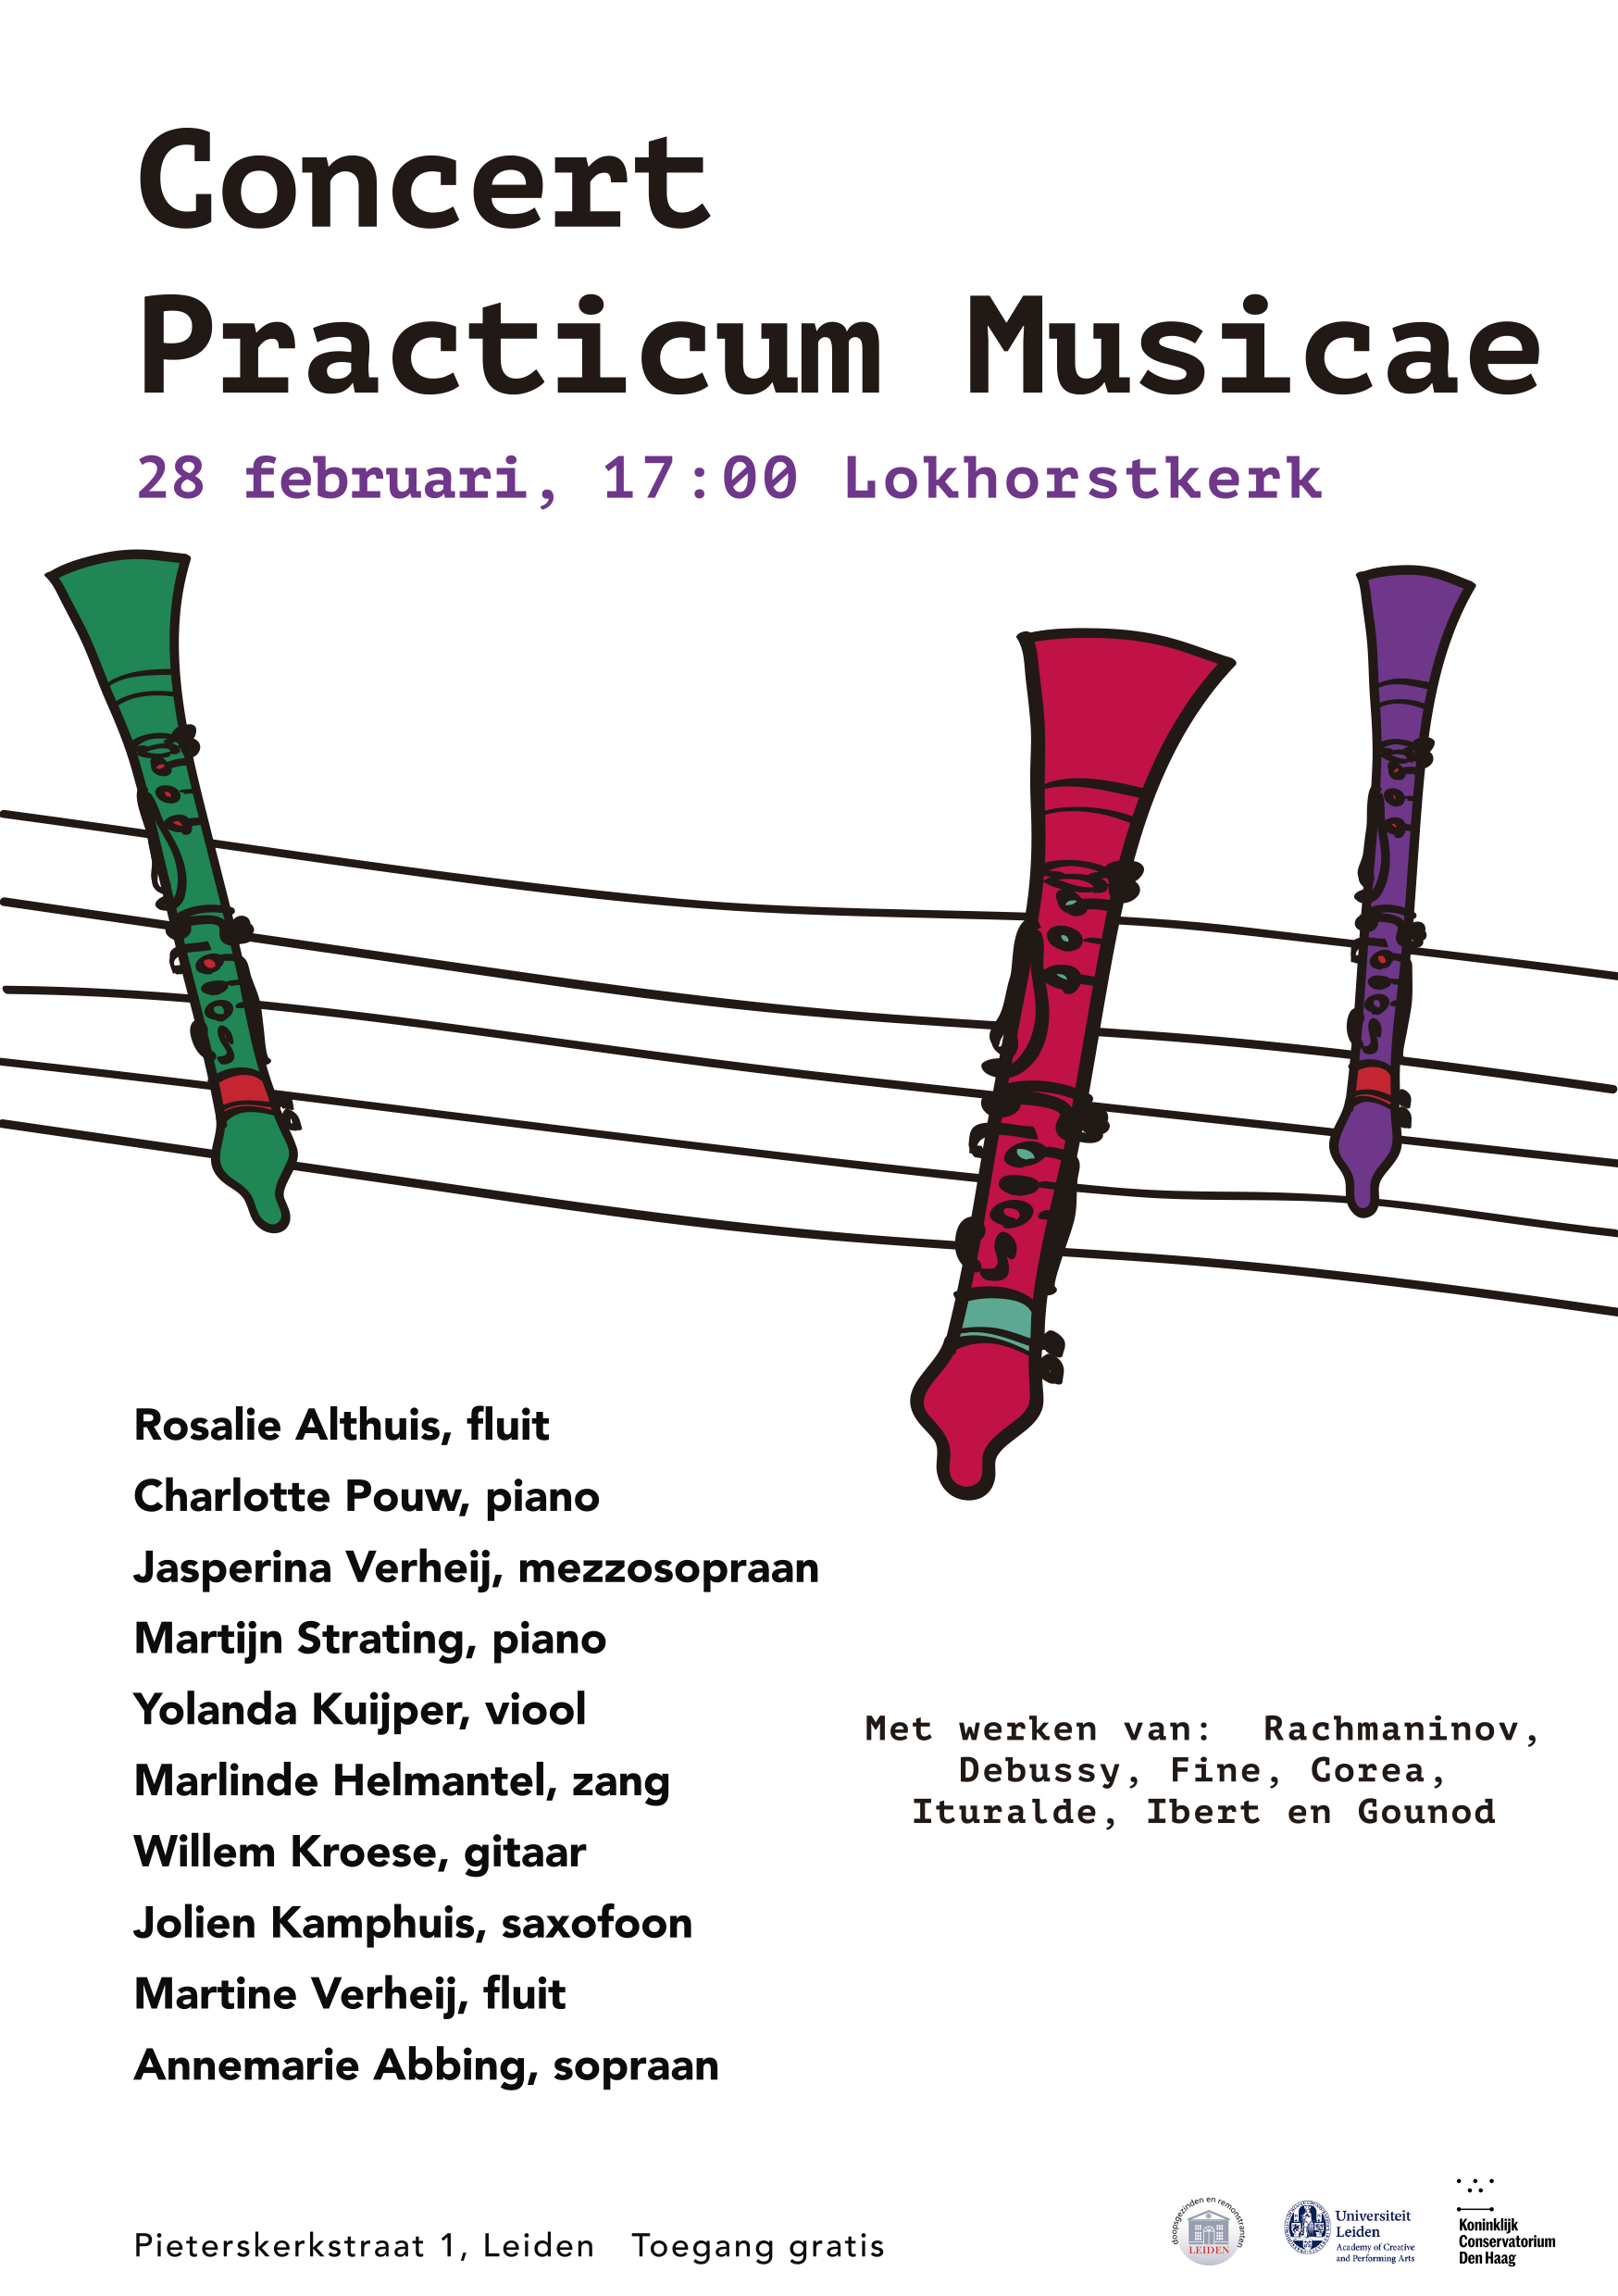 Concert
Practicum Musicae
28 februari, 17:00 Lokhorstkerk
Rosalie Althuis, fluit
Charlotte Pouw, piano
Jasperina Verheij, mezzosopraan
Martijn Strating, piano
Yolanda Kuijper, viool
Marlinde Helmantel, zang
Willem Kroese, gitaar
Jolien Kamphuis, saxofoon
Martine Verheij, fluit
Annemarie Abbing, sopraan
Met werken van: Rachmaninov,
Debussy, Fine, Corea,
Ituralde, Ibert en Gounod
Pieterskerkstraat 1, Leiden Toegang gratis
doopsgezinden en remonstranten
LEIDEN
Universiteit
Leiden
Academy of Creative
and Performing Arts
Koninklijk
Conservatorium
Den Haag